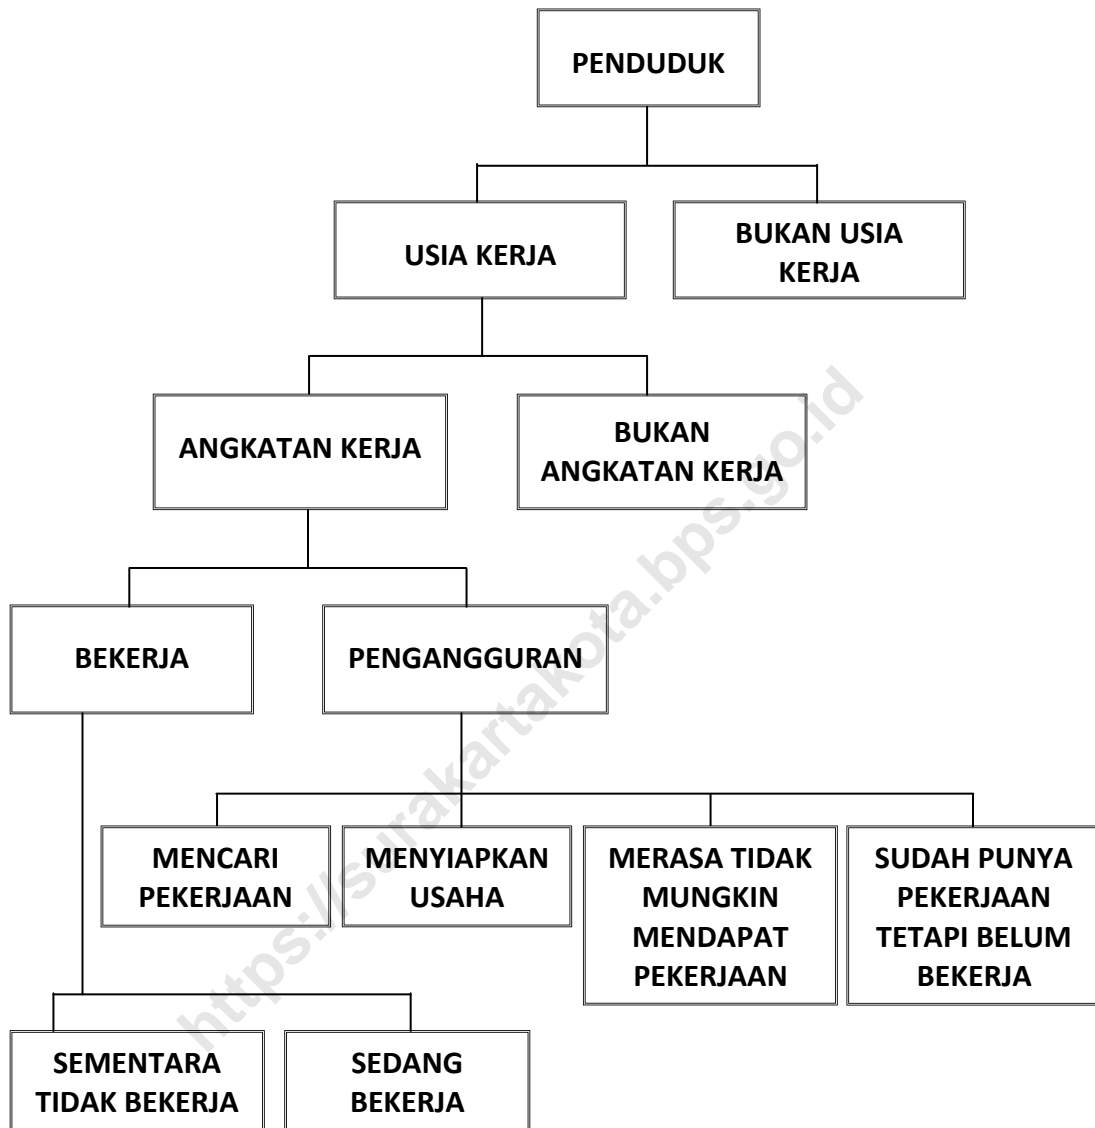 PENDUDUK
USIA KERJA
BUKAN USIA
KERJA
ANGKATAN KERJA
BUKAN
ANGKATAN KERJA
BEKERJA
PENGANGGURAN
MENCARI
PEKERJAAN
MENYIAPKAN
USAHA
MERASA TIDAK
MUNGKIN
MENDAPAT
PEKERJAAN
SUDAH PUNYA
PEKERJAAN
TETAPI BELUM
BEKERJA
SEMENTARA
TIDAK BEKERJA
SEDANG
BEKERJA
https://surakartakota.bps.go.id